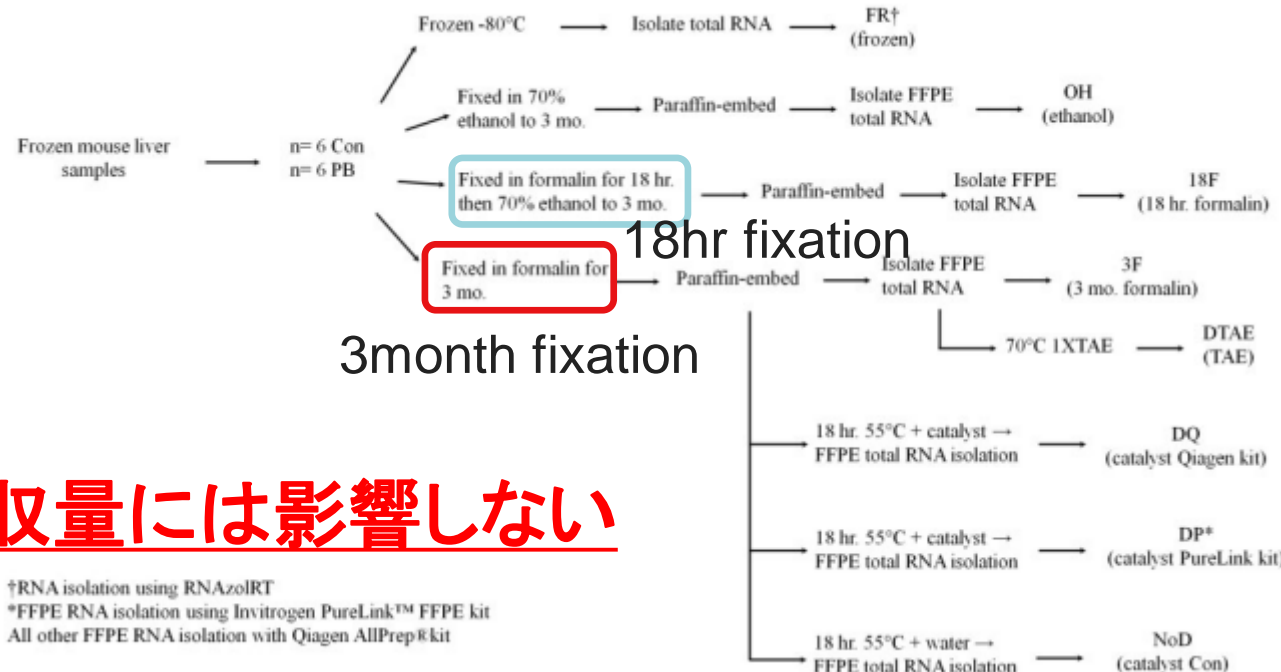 Frozen -80°C
Isolate total RNA
FR†
(frozen)
Fixed in 70%
ethanol to 3 mo.
Paraffin-embed
Isolate FFPE
total RNA
OH
(ethanol)
Frozen mouse liver
samples
n= 6 Con
n= 6 PB
Fixed in formalin for 18 hr.
then 70% ethanol to 3 mo.
Paraffin-embed
Isolate FFPE
total RNA
18F
(18 hr. formalin)
18hr fixation
Fixed in formalin for
3 mo.
Paraffin-embed
Isolate FFPE
total RNA
3F
(3 mo. formalin)
3month fixation
70°C 1XTAE
DTAE
(TAE)
18 hr. 55°C + catalyst →
FFPE total RNA isolation
DQ
(catalyst Qiagen kit)
収量には影響しない
18 hr. 55°C + catalyst →
FFPE total RNA isolation
DP*
(catalyst PureLink kit)
†RNA isolation using RNAzolRT
*FFPE RNA isolation using Invitrogen PureLink™ FFPE kit
All other FFPE RNA isolation with Qiagen AllPrep® kit
18 hr. 55°C + water →
FFPE total RNA isolation
NoD
(catalyst Con)